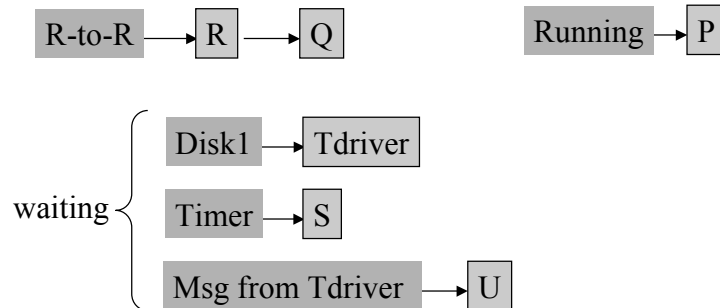 R-to-R R Q Running P
Disk1 Tdriver
waiting
Timer S
Msg from Tdriver U